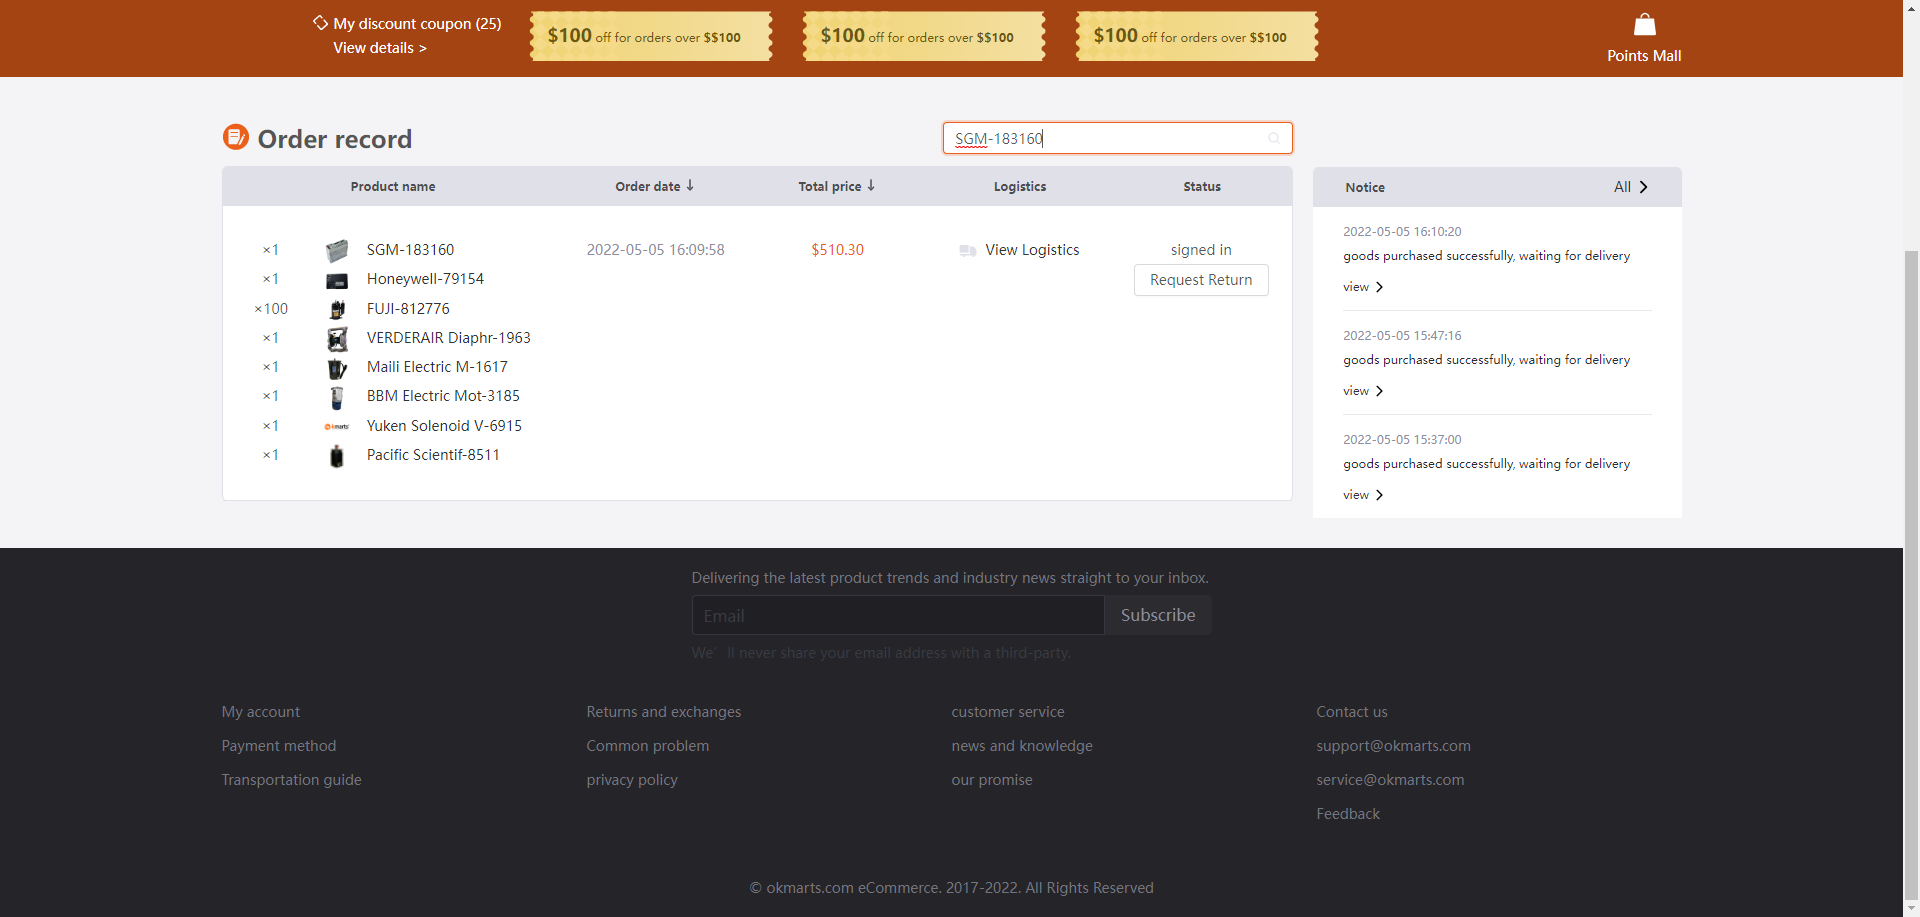 My discount coupon (25)
View details >
$100 off for orders over $$100
$100 off for orders over $$100
$100 off for orders over $$100
Points Mall
Order record
SGM-183160
Product name Order date ↓ Total price ↓ Logistics Status
×1 SGM-183160 2022-05-05 16:09:58 $510.30 View Logistics signed in
Request Return
×1 Honeywell-79154
×100 FUJI-812776
×1 VERDERAIR Diaphr-1963
×1 Maili Electric M-1617
×1 BBM Electric Mot-3185
×1 Yuken Solenoid V-6915
×1 Pacific Scientif-8511
Notice All
2022-05-05 16:10:20
goods purchased successfully, waiting for delivery
view
2022-05-05 15:47:16
goods purchased successfully, waiting for delivery
view
2022-05-05 15:37:00
goods purchased successfully, waiting for delivery
view
Delivering the latest product trends and industry news straight to your inbox.
Email
Subscribe
We’ ll never share your email address with a third-party.
My account
Payment method
Transportation guide
Returns and exchanges
Common problem
privacy policy
customer service
news and knowledge
our promise
Contact us
support@okmarts.com
service@okmarts.com
Feedback
© okmarts.com eCommerce. 2017-2022. All Rights Reserved